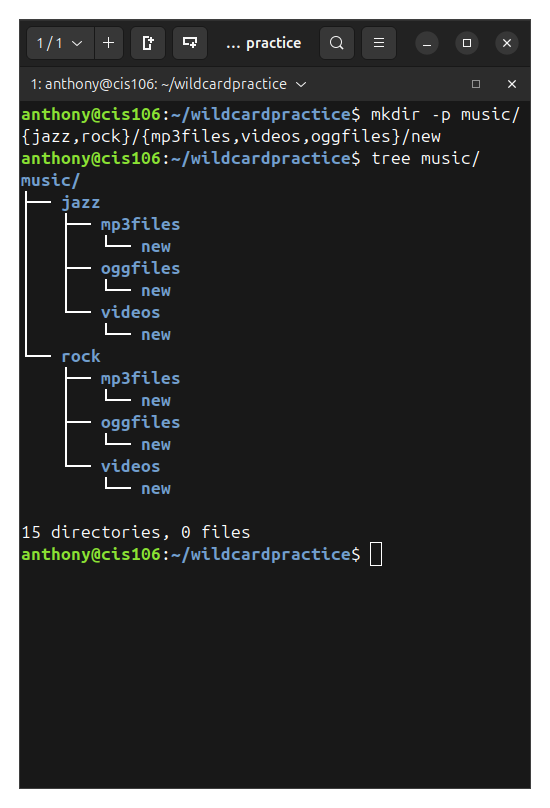 1 / 1
... practice
1: anthony@cis106: ~/wildcardpractice
anthony@cis106:~/wildcardpractice$ mkdir -p music/
{jazz,rock}/{mp3files,videos,oggfiles}/new
anthony@cis106:~/wildcardpractice$ tree music/
music/
├── jazz
│   ├── mp3files
│   │   └── new
│   ├── oggfiles
│   │   └── new
│   └── videos
│       └── new
└── rock
    ├── mp3files
    │   └── new
    ├── oggfiles
    │   └── new
    └── videos
        └── new
15 directories, 0 files
anthony@cis106:~/wildcardpractice$